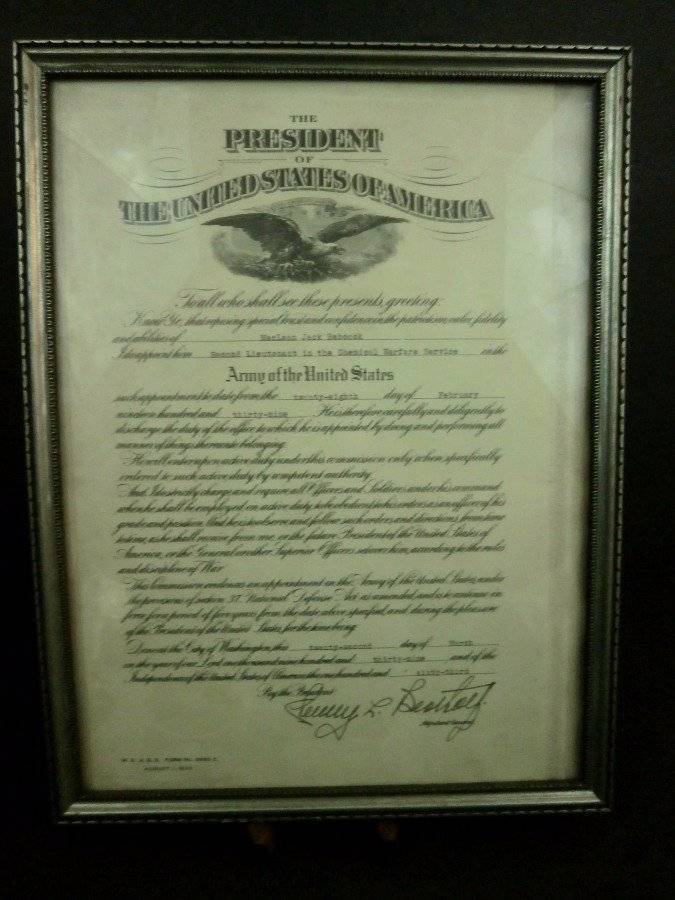 THE
PRESIDENT
OF
THE UNITED STATES OF AMERICA
To all who shall see these presents, greeting:
Know Ye, that reposing special trust and confidence in the patriotism, valor, fidelity
and abilities of Jack Babcock
I do appoint him Second Lieutenant in the Chemical Warfare Service in the
Army of the United States
such appointment to date from the twenty-eighth day of February
nineteen hundred and thirty-nine. He is therefore carefully and diligently to
discharge the duty of the office to which he is appointed by doing and performing all
manner of things thereunto belonging.
He will enter upon active duty under this commission only when specifically
ordered to such active duty by competent authority.
And I do strictly charge and require all Officers and Soldiers under his command
when he shall be employed on active duty to be obedient to his orders as an officer of his
grade and position. And he is to observe and follow such orders and directions, from time
to time, as he shall receive from me, or the future President of the United States of
America, or the General or other Superior Officers set over him, according to the rules
and discipline of War.
This Commission evidences an appointment in the Army of the United States, under
the provisions of section 37, National Defense Act, as amended, and is to continue in
force for a period of five years from the date above specified, and during the pleasure
of the President of the United States, for the time being.
Done at the City of Washington, this twenty-second day of March
in the year of our Lord one thousand nine hundred and thirty-nine and of the
Independence of the United States of America the one hundred and sixty-third
By the President:
FORM No.
AUGUST 1,